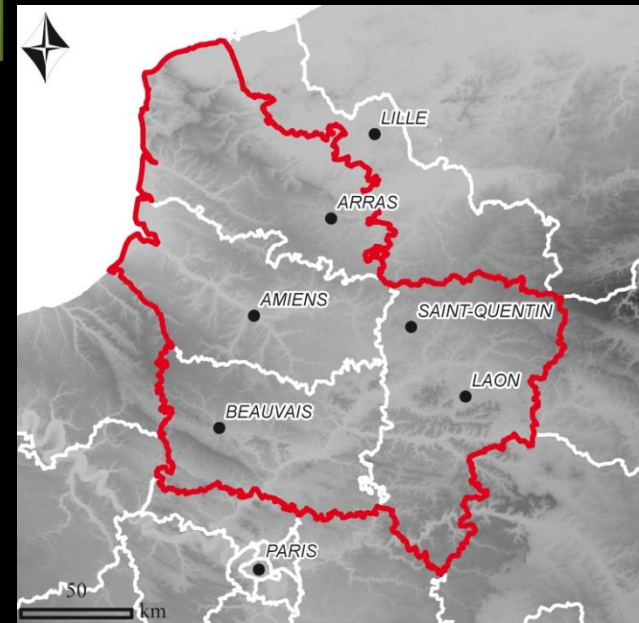 LILLE
ARRAS
AMIENS
SAINT-QUENTIN
LAON
BEAUVAIS
PARIS
50
km